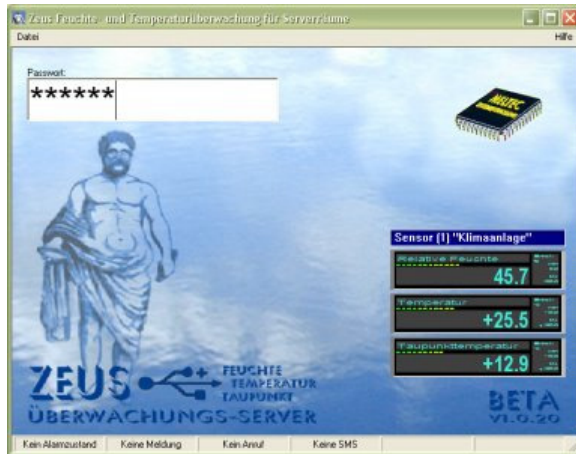 Zeus Feuchte- und Temperaturüberwachung für Serverräume
Datei Hilfe
Passwort:
******
NELTEC
Sensor (1) "Klimaanlage"
Relative Feuchte
45.7
Temperatur
+25.5
Taupunkttemperatur
+12.9
ZEUS
FEUCHTE
TEMPERATUR
TAUPUNKT
ÜBERWACHUNGS-SERVER
BETA
V1.0.20
Kein Alarmzustand Keine Meldung Kein Anruf Keine SMS